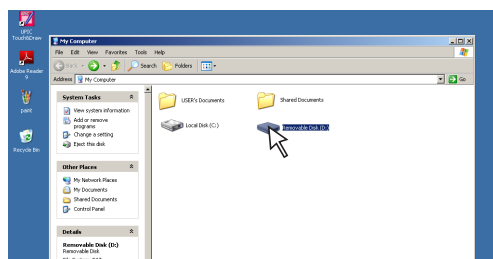 UPIC
Touch&Draw
Adobe Reader
9
paint
Recycle Bin
My Computer
File Edit View Favorites Tools Help
Back Search Folders
Address My Computer Go
System Tasks
View system information
Add or remove
programs
Change a setting
Eject this disk
Other Places
My Network Places
My Documents
Shared Documents
Control Panel
Details
Removable Disk (D:)
Removable Disk
USER's Documents
Shared Documents
Local Disk (C:)
Removable Disk (D:)